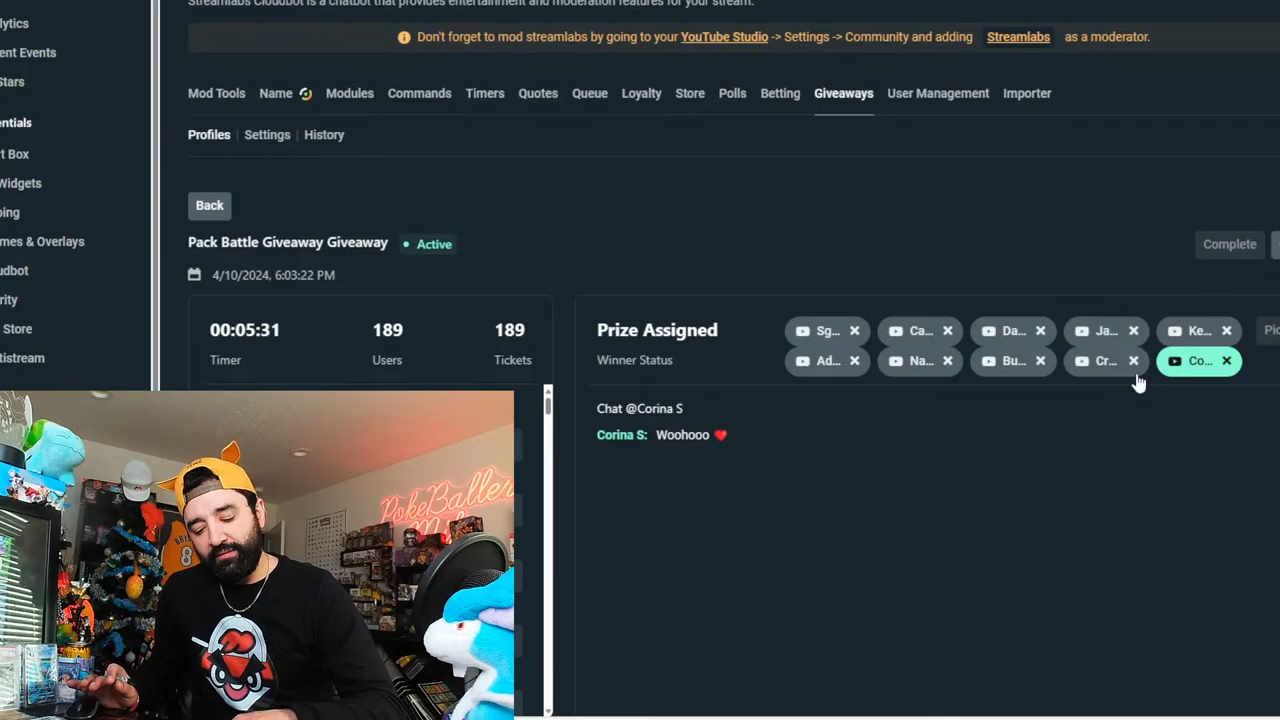 Streamlabs Cloudbot is a chatbot that provides entertainment and moderation features for your stream.
Don't forget to mod streamlabs by going to your YouTube Studio -> Settings -> Community and adding Streamlabs as a moderator.
lytics
ent Events
Stars
entials
rt Box
Widgets
ping
mes & Overlays
udbot
rity
Store
tistream
Mod Tools Name Modules Commands Timers Quotes Queue Loyalty Store Polls Betting Giveaways User Management Importer
Profiles Settings History
Back
Pack Battle Giveaway Giveaway • Active
Complete
4/10/2024, 6:03:22 PM
00:05:31 189 189
Timer Users Tickets
Prize Assigned
Winner Status
Sg... Ca... Da... Ja... Ke...
Ad... Na... Bu... Cr... Co...
Pic
Chat @Corina S
Corina S: Woohooo ❤️
PokeBaller
BRYANT
8